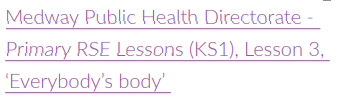 Medway Public Health Directorate -
Primary RSE Lessons (KS1), Lesson 3,
‘Everybody’s body’